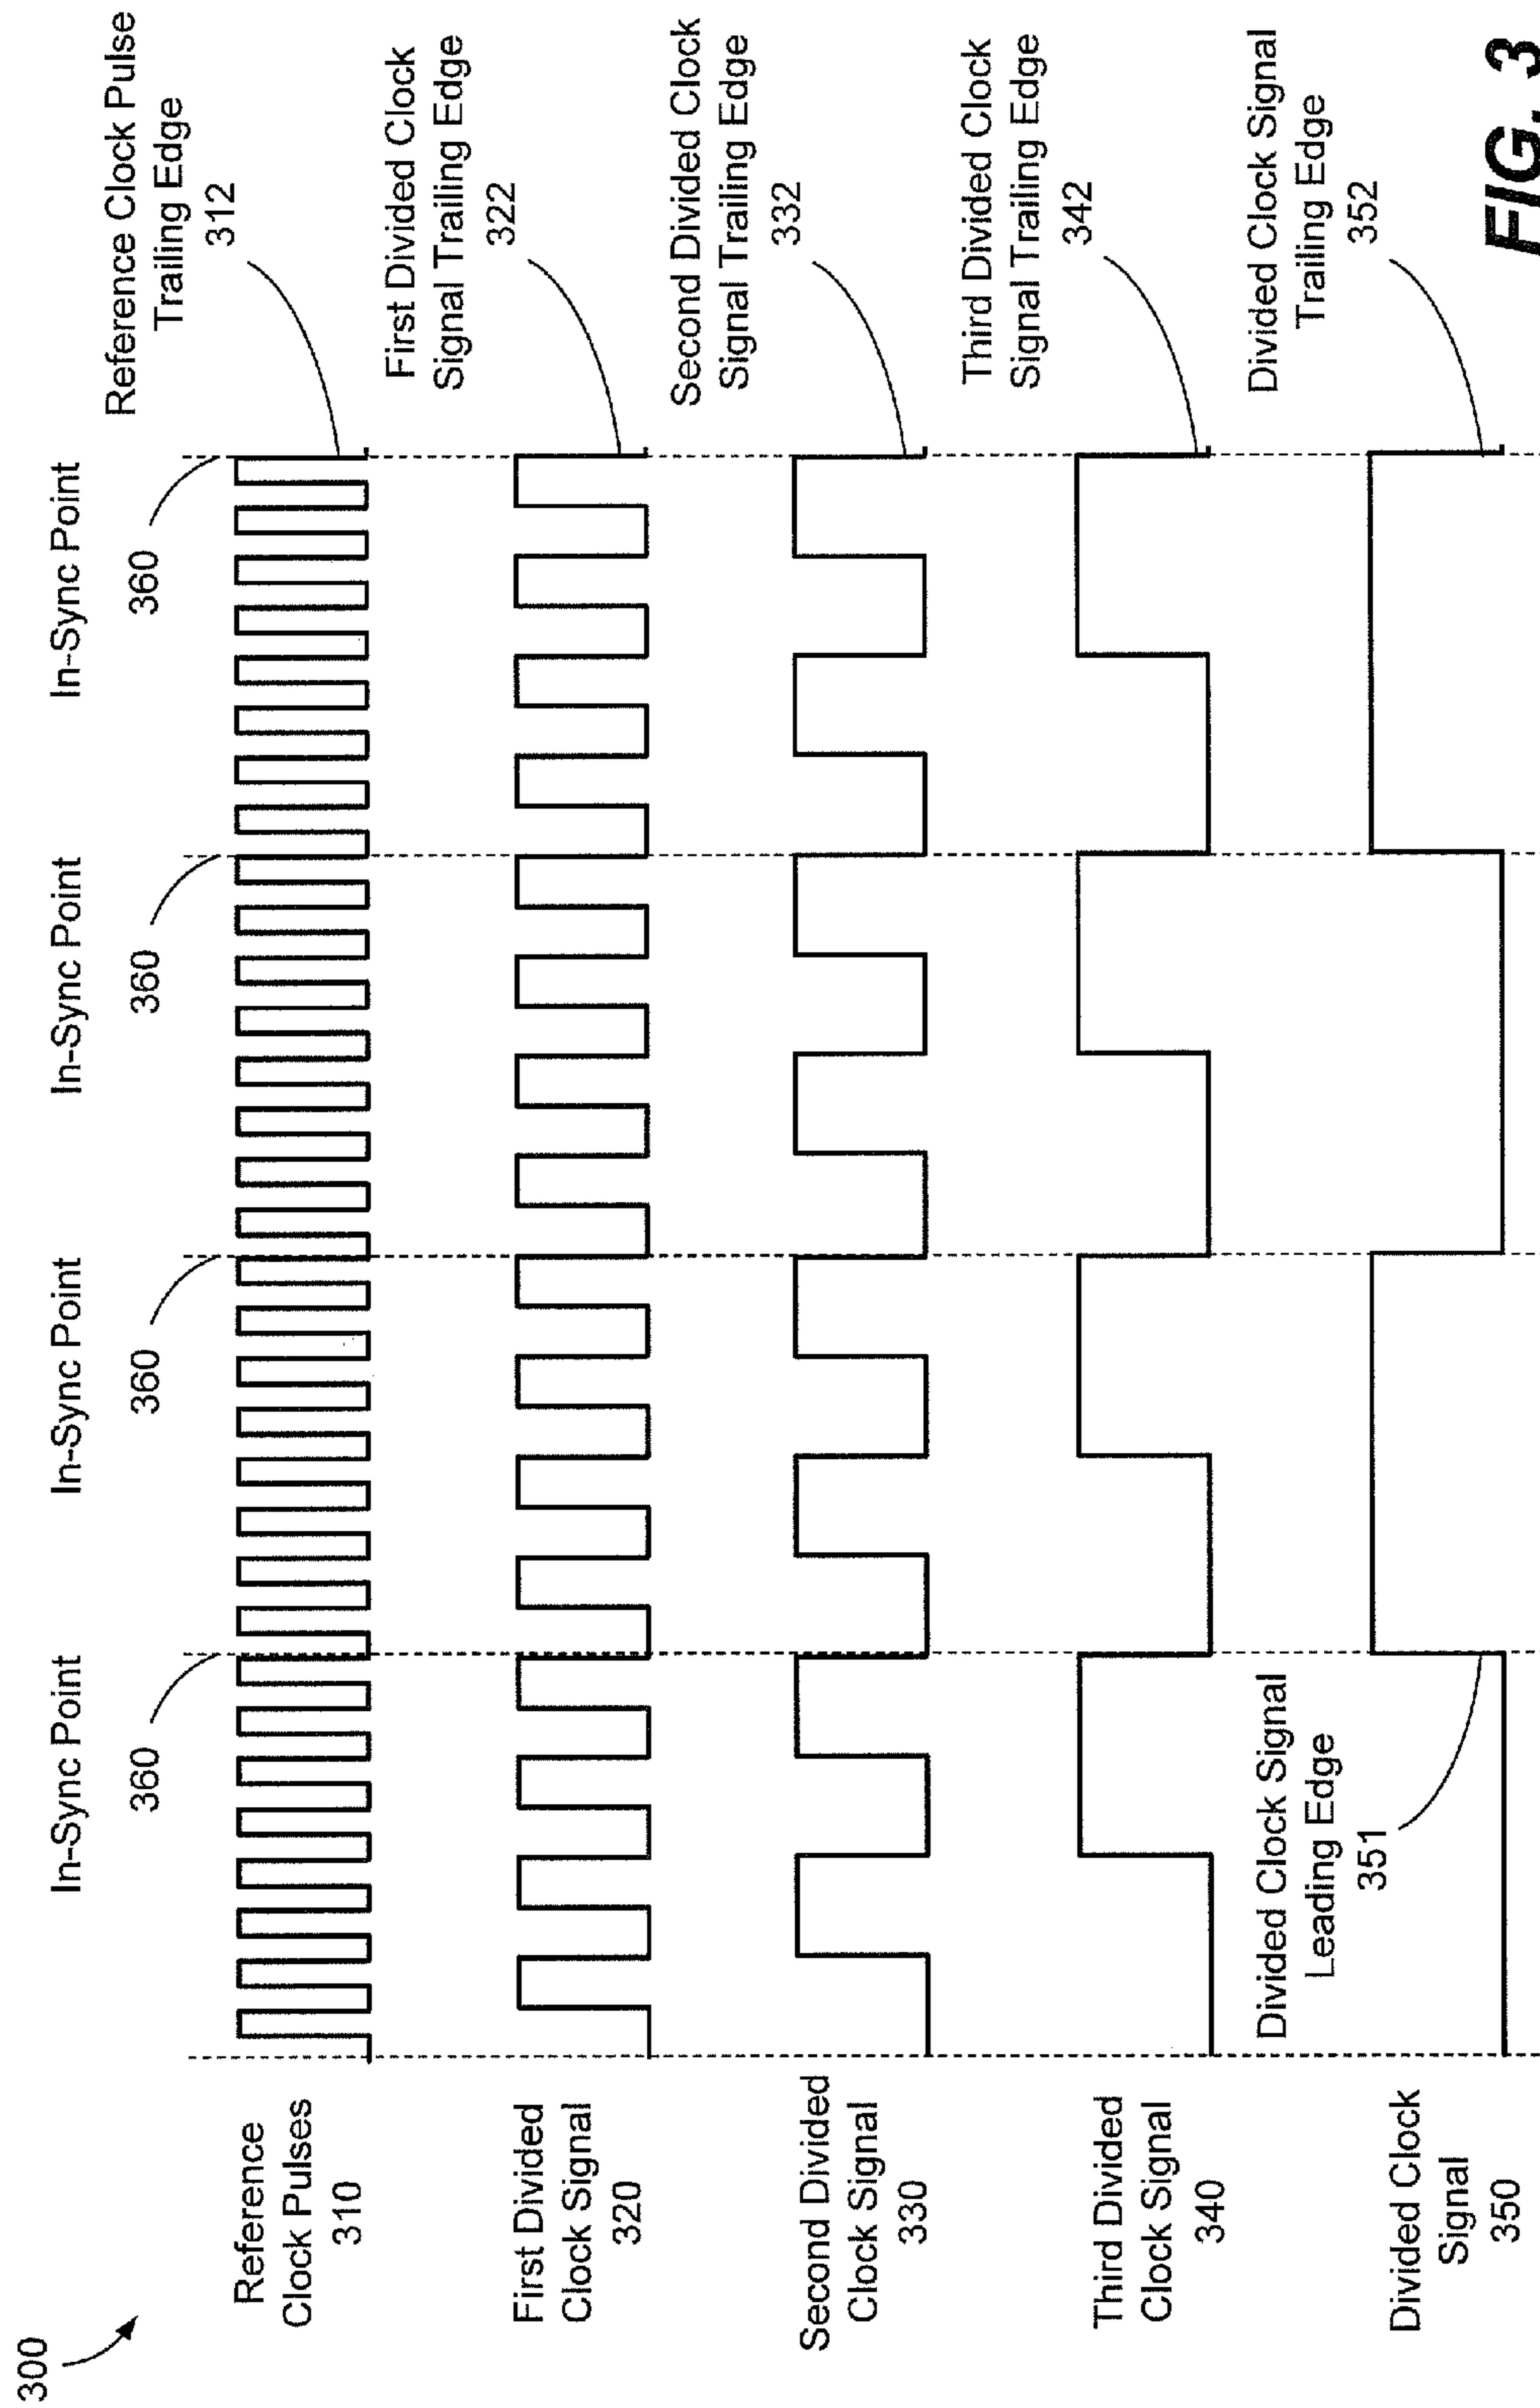 300
In-Sync Point
360
In-Sync Point
360
In-Sync Point
360
In-Sync Point
360
Reference
Clock Pulses
310
Reference Clock Pulse
Trailing Edge
312
First Divided
Clock Signal
320
First Divided Clock
Signal Trailing Edge
322
Second Divided
Clock Signal
330
Second Divided Clock
Signal Trailing Edge
332
Third Divided
Clock Signal
340
Third Divided Clock
Signal Trailing Edge
342
Divided Clock
Signal
350
Divided Clock Signal
Leading Edge
351
Divided Clock Signal
Trailing Edge
352
FIG. 3